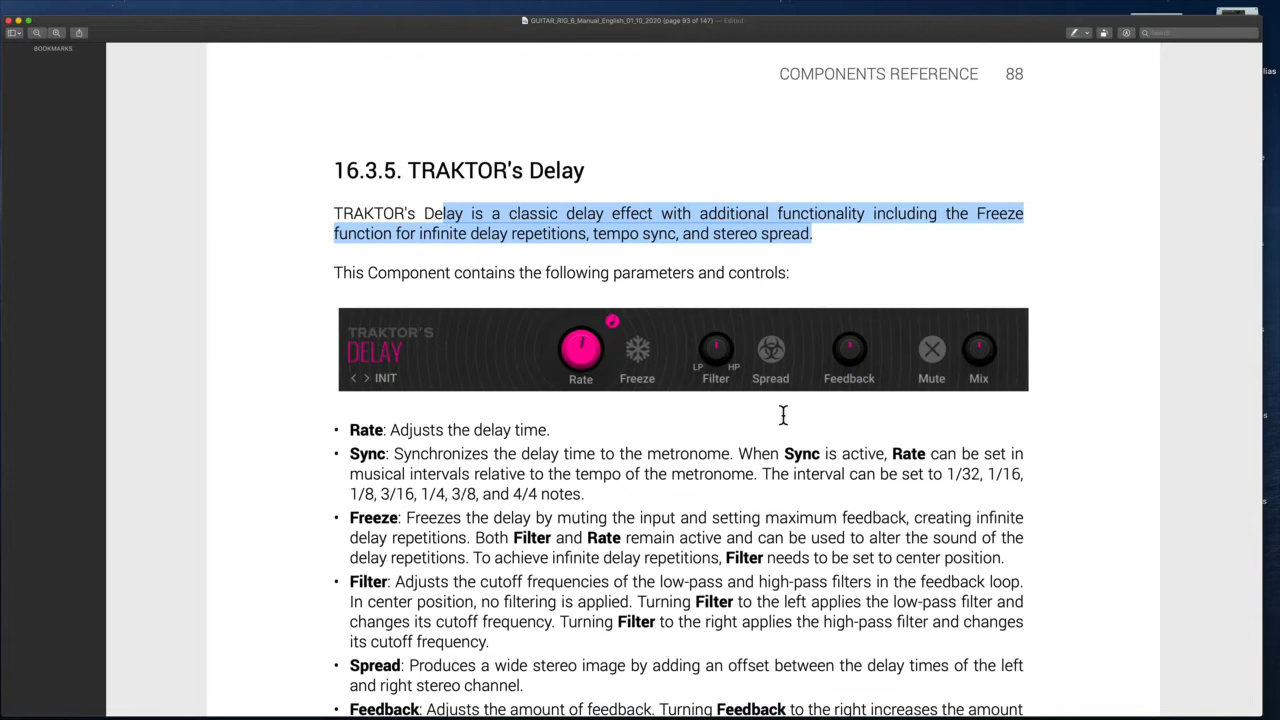 GUITAR_RIG_6_Manual_English_01_10_2020 (page 93 of 147) — Edited
Search
BOOKMARKS
lias
COMPONENTS REFERENCE 88
16.3.5. TRAKTOR's Delay
TRAKTOR's Delay is a classic delay effect with additional functionality including the Freeze
function for infinite delay repetitions, tempo sync, and stereo spread.
This Component contains the following parameters and controls:
TRAKTOR'S
DELAY
< > INIT
Rate
Freeze
LP HP
Filter
Spread
Feedback
Mute
Mix
• Rate: Adjusts the delay time.
• Sync: Synchronizes the delay time to the metronome. When Sync is active, Rate can be set in
musical intervals relative to the tempo of the metronome. The interval can be set to 1/32, 1/16,
1/8, 3/16, 1/4, 3/8, and 4/4 notes.
• Freeze: Freezes the delay by muting the input and setting maximum feedback, creating infinite
delay repetitions. Both Filter and Rate remain active and can be used to alter the sound of the
delay repetitions. To achieve infinite delay repetitions, Filter needs to be set to center position.
• Filter: Adjusts the cutoff frequencies of the low-pass and high-pass filters in the feedback loop.
In center position, no filtering is applied. Turning Filter to the left applies the low-pass filter and
changes its cutoff frequency. Turning Filter to the right applies the high-pass filter and changes
its cutoff frequency.
• Spread: Produces a wide stereo image by adding an offset between the delay times of the left
and right stereo channel.
• Feedback: Adjusts the amount of feedback. Turning Feedback to the right increases the amount